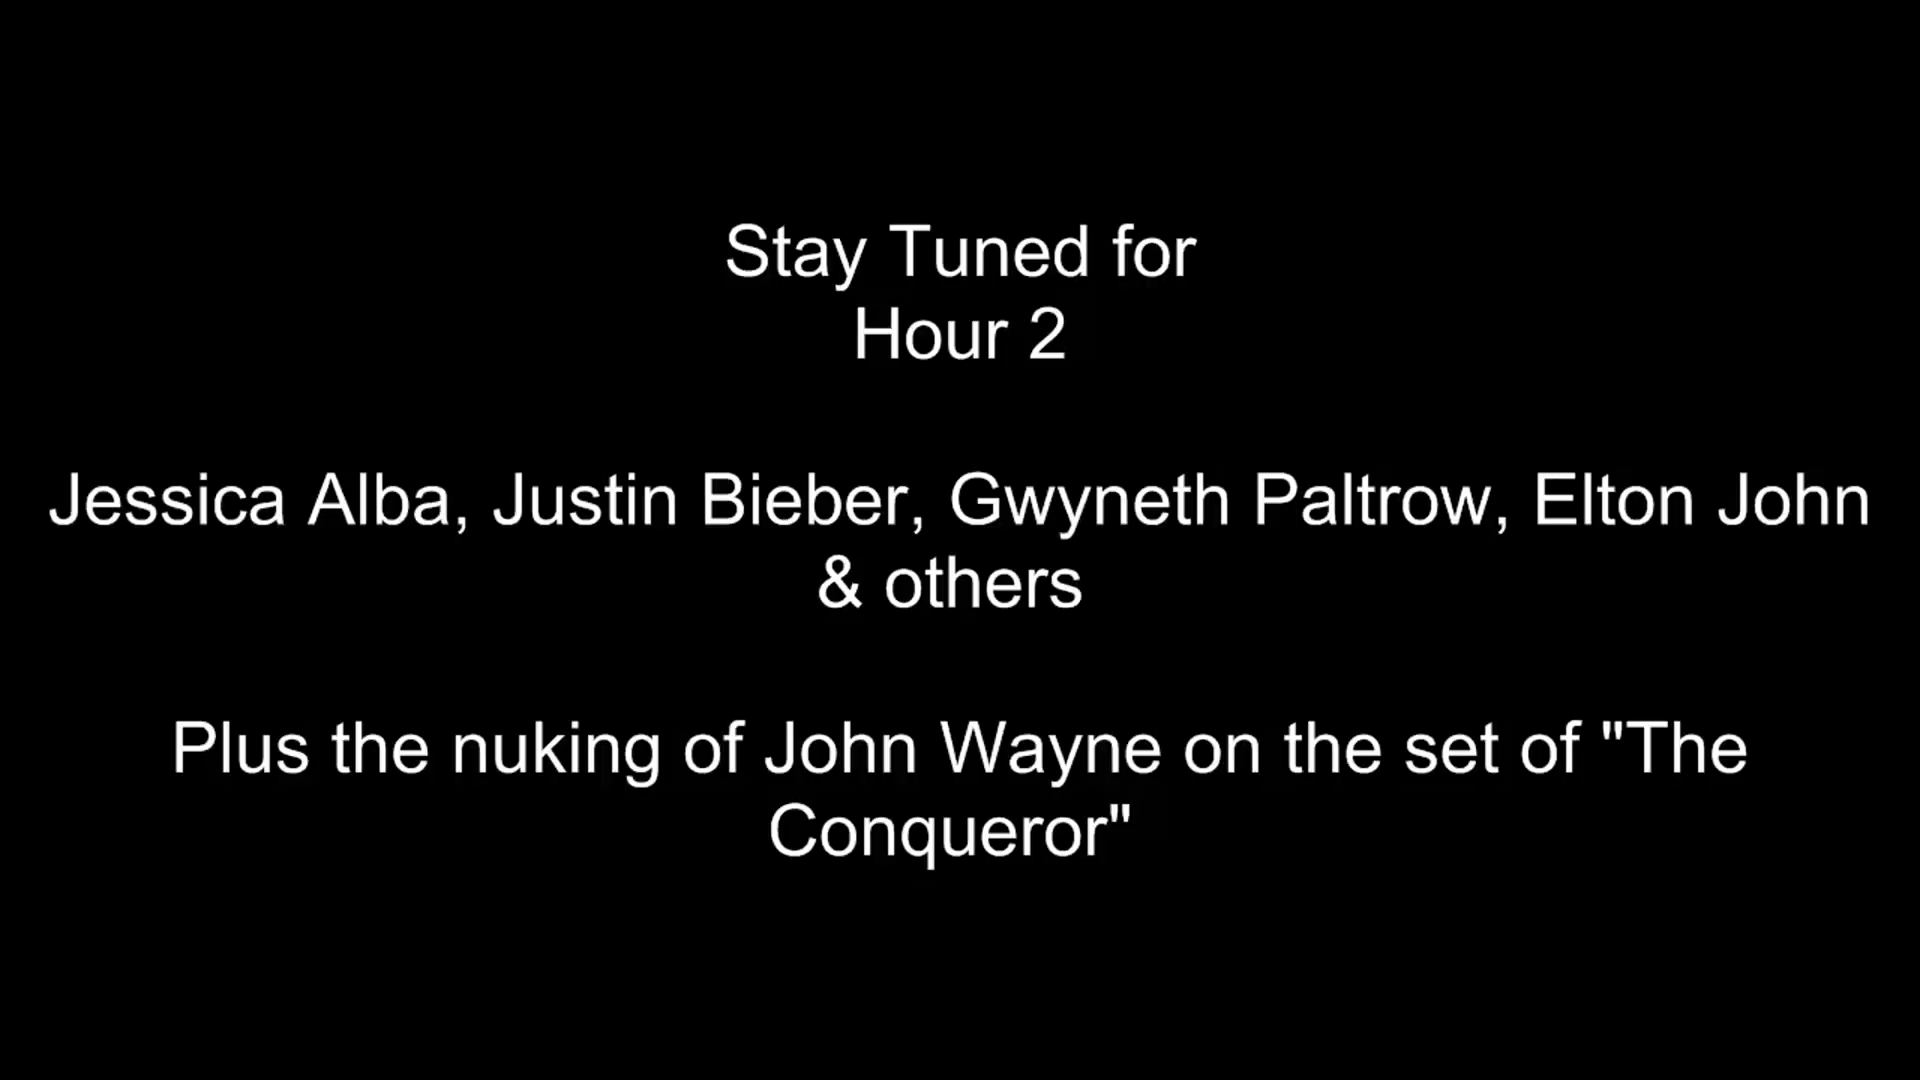 Stay Tuned for
Hour 2
Jessica Alba, Justin Bieber, Gwyneth Paltrow, Elton John
& others
Plus the nuking of John Wayne on the set of "The
Conqueror"